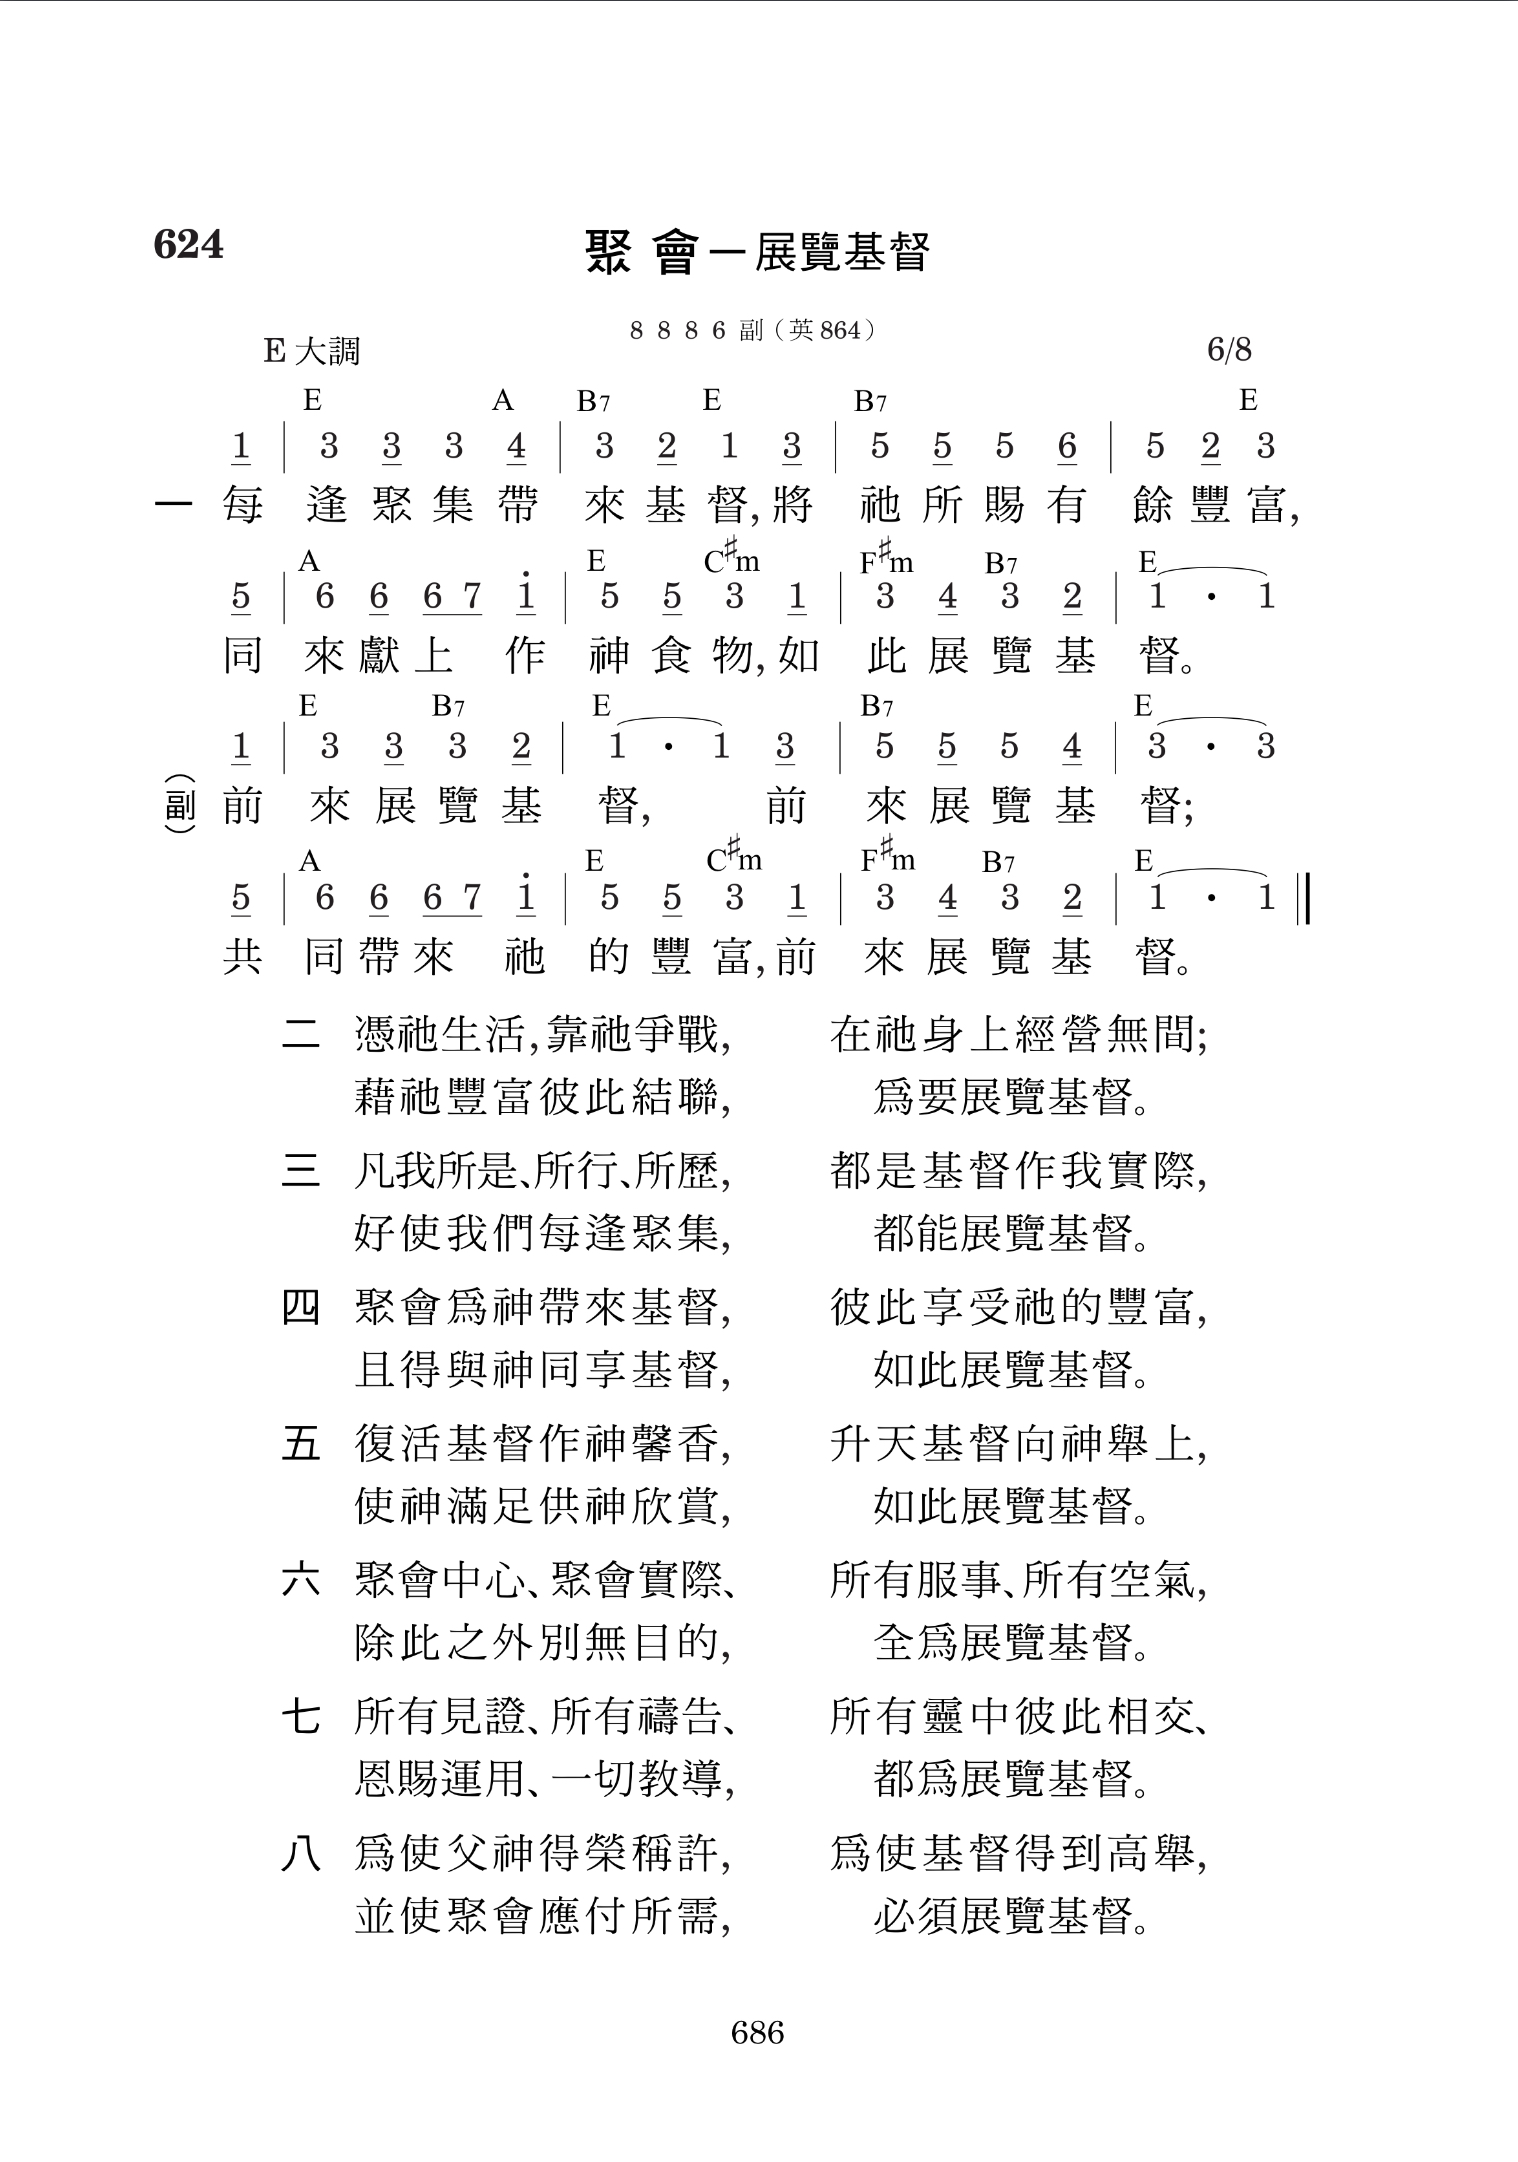 624
聚會—展覽基督
8 8 8 6 副（英864）
E 大調 6/8
E A B7 E B7 E
1 | 3 3 3 4 | 3 2 1 3 | 5 5 5 6 | 5 2 3
一 每 逢聚集帶 來基督,將 祂所賜有 餘豐富,
A E C♯m F♯m B7 E
5 | 6 6 6 7 i | 5 5 3 1 | 3 4 3 2 | 1 · 1
同 來獻上作 神食物,如 此展覽基 督。
E B7 E B7 E
1 | 3 3 3 2 | 1 · 1 3 | 5 5 5 4 | 3 · 3
（副） 前 來展覽基 督, 前 來展覽基 督;
A E C♯m F♯m B7 E
5 | 6 6 6 7 i | 5 5 3 1 | 3 4 3 2 | 1 · 1 ‖
共 同帶來祂 的豐富,前 來展覽基 督。
二 憑祂生活,靠祂爭戰, 在祂身上經營無間;
藉祂豐富彼此結聯, 爲要展覽基督。
三 凡我所是、所行、所歷, 都是基督作我實際,
好使我們每逢聚集, 都能展覽基督。
四 聚會爲神帶來基督, 彼此享受祂的豐富,
且得與神同享基督, 如此展覽基督。
五 復活基督作神馨香, 升天基督向神舉上,
使神滿足供神欣賞, 如此展覽基督。
六 聚會中心、聚會實際、 所有服事、所有空氣,
除此之外別無目的, 全爲展覽基督。
七 所有見證、所有禱告、 所有靈中彼此相交、
恩賜運用、一切教導, 都爲展覽基督。
八 爲使父神得榮稱許, 爲使基督得到高舉,
並使聚會應付所需, 必須展覽基督。
686